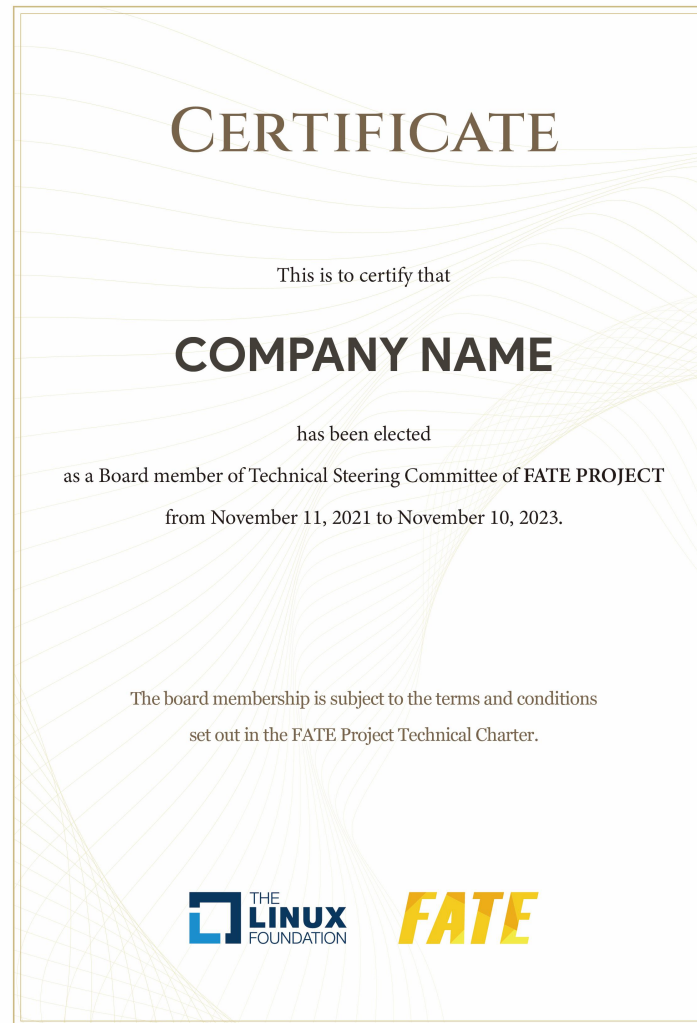 CERTIFICATE
This is to certify that
COMPANY NAME
has been elected
as a Board member of Technical Steering Committee of FATE PROJECT
from November 11, 2021 to November 10, 2023.
The board membership is subject to the terms and conditions
set out in the FATE Project Technical Charter.
THE
LINUX
FOUNDATION
FATE